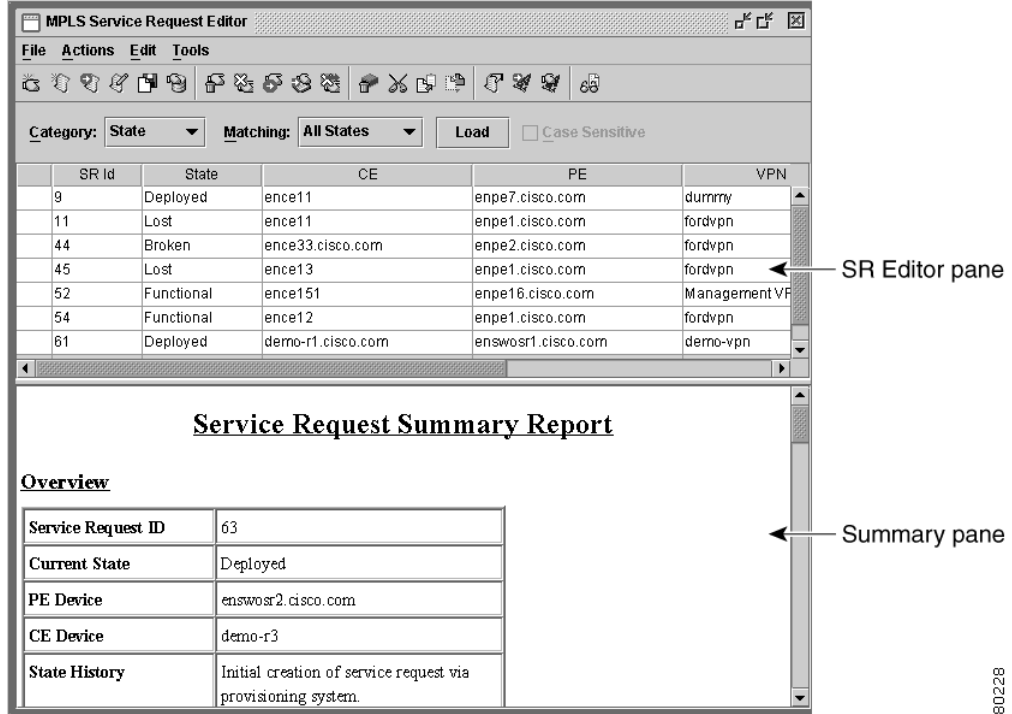 MPLS Service Request Editor
File Actions Edit Tools
Category: State Matching: All States Load Case Sensitive
SR Id State CE PE VPN
9 Deployed ence11 enpe7.cisco.com dummy
11 Lost ence11 enpe1.cisco.com fordvpn
44 Broken ence33.cisco.com enpe2.cisco.com fordvpn
45 Lost ence13 enpe1.cisco.com fordvpn
SR Editor pane
52 Functional ence151 enpe16.cisco.com Management VF
54 Functional ence12 enpe1.cisco.com fordvpn
61 Deployed demo-r1.cisco.com enswosr1.cisco.com demo-vpn
Service Request Summary Report
Overview
Service Request ID 63
Summary pane
Current State Deployed
PE Device enswosr2.cisco.com
CE Device demo-r3
State History Initial creation of service request via
provisioning system.
80228